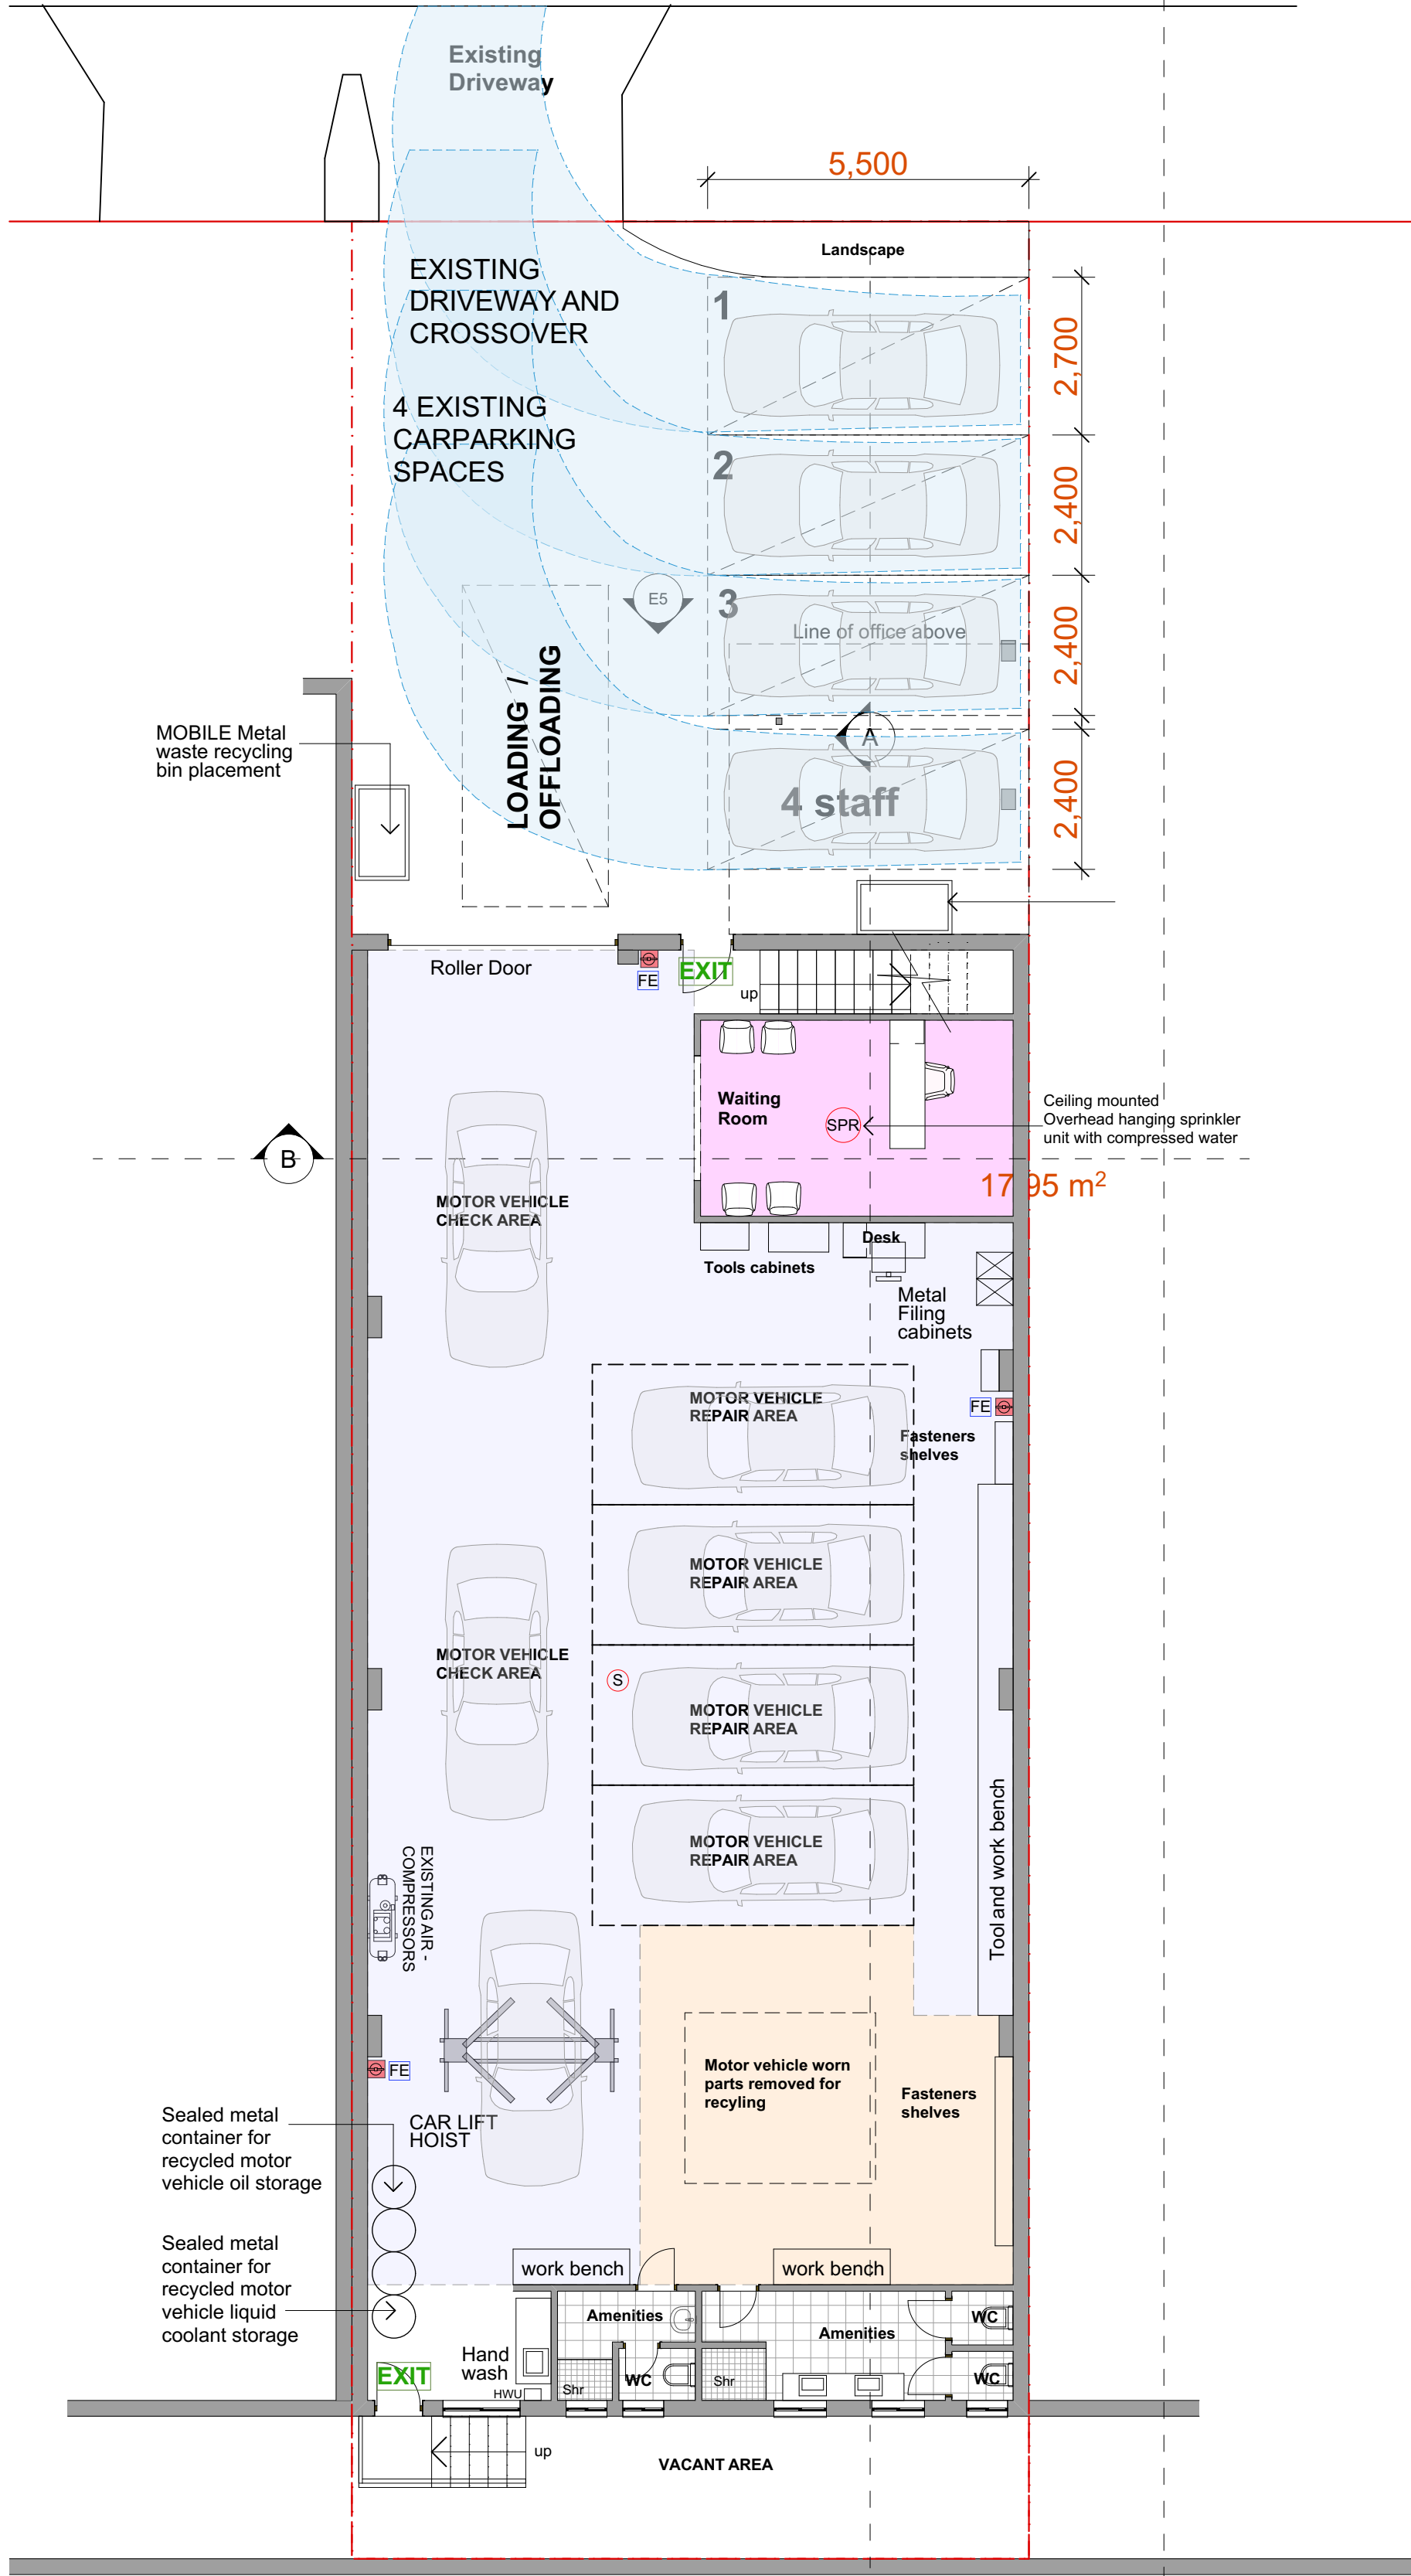 Existing
Driveway
5,500
Landscape
EXISTING
DRIVEWAY AND
CROSSOVER
1
2,700
4 EXISTING
CARPARKING
SPACES
2
2,400
E5
3
Line of office above
2,400
LOADING /
OFFLOADING
MOBILE Metal
waste recycling
bin placement
A
4 staff
2,400
Roller Door
FE
EXIT
up
Waiting
Room
SPR
Ceiling mounted
Overhead hanging sprinkler
unit with compressed water
B
17.95 m²
MOTOR VEHICLE
CHECK AREA
Desk
Tools cabinets
Metal
Filing
cabinets
MOTOR VEHICLE
REPAIR AREA
FE
Fasteners
shelves
MOTOR VEHICLE
REPAIR AREA
MOTOR VEHICLE
CHECK AREA
S
MOTOR VEHICLE
REPAIR AREA
MOTOR VEHICLE
REPAIR AREA
Tool and work bench
EXISTING AIR -
COMPRESSORS
FE
Motor vehicle worn
parts removed for
recyling
Fasteners
shelves
CAR LIFT
HOIST
Sealed metal
container for
recycled motor
vehicle oil storage
Sealed metal
container for
recycled motor
vehicle liquid
coolant storage
work bench
work bench
Amenities
Amenities
WC
Hand
wash
EXIT
HWU
Shr
WC
Shr
WC
up
VACANT AREA